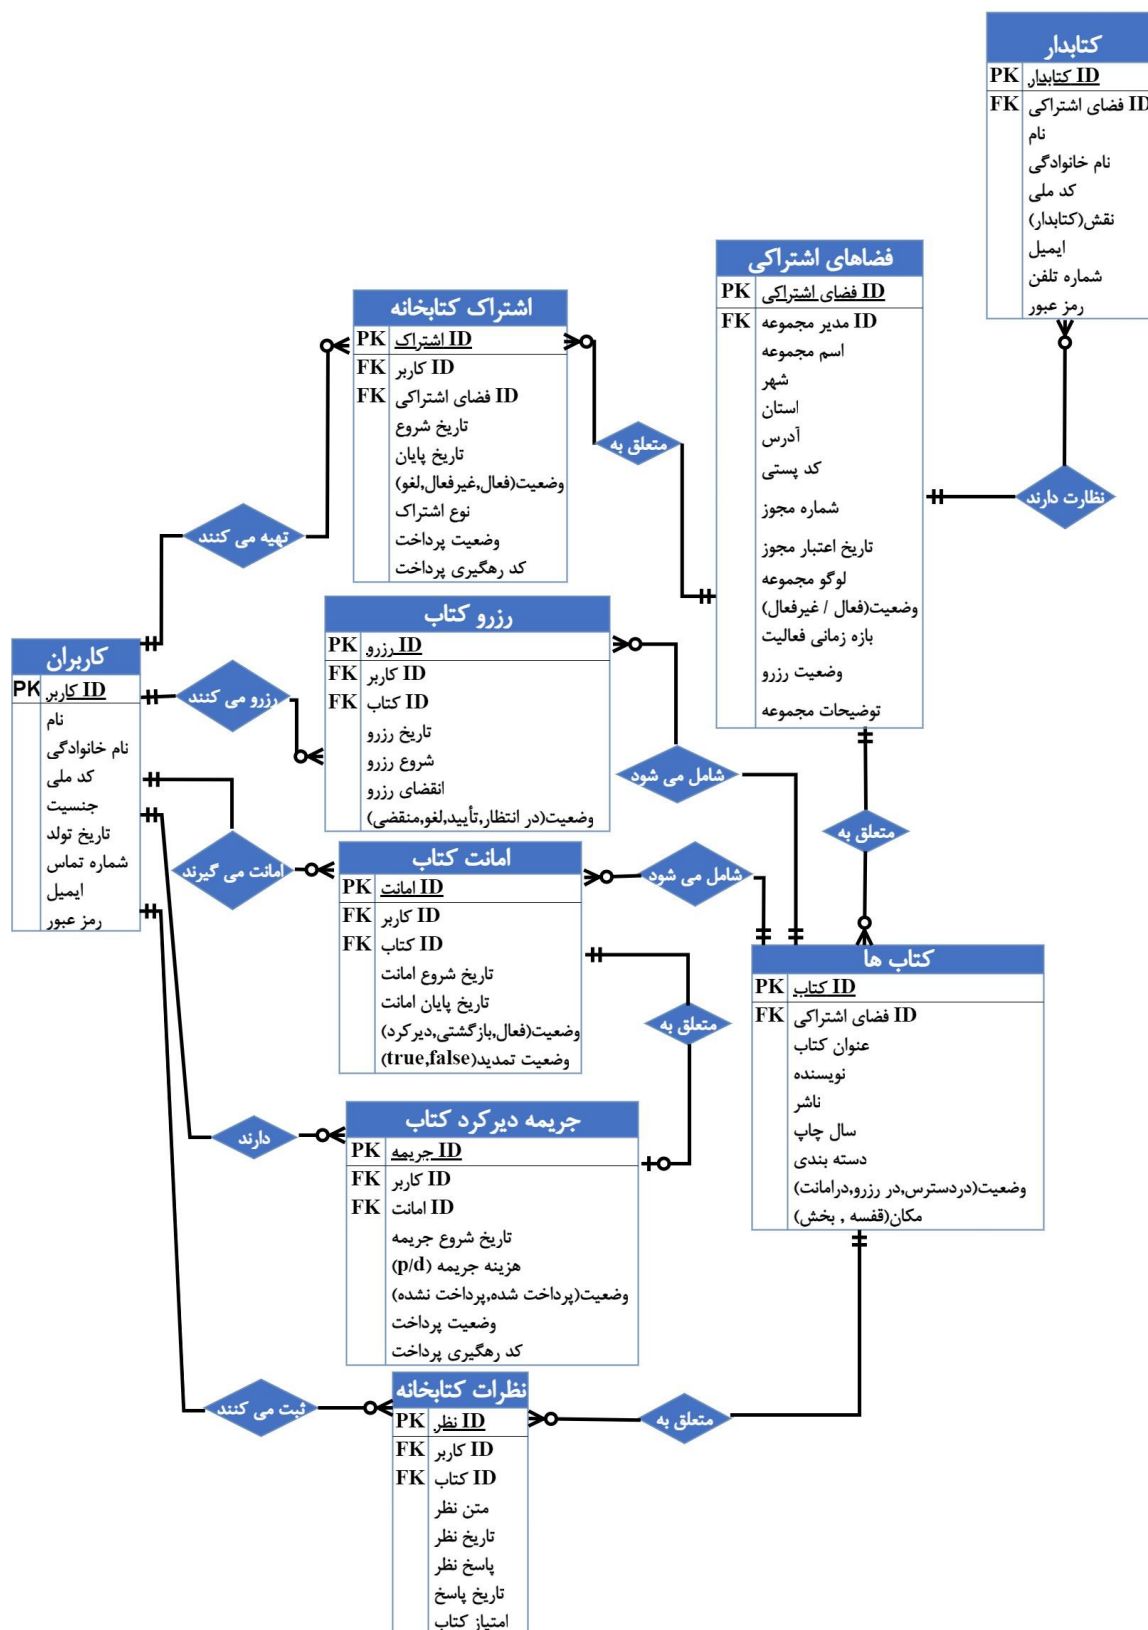 کتابدار
PK ID کتابدار
FK ID فضای اشتراکی
نام
نام خانوادگی
کد ملی
نقش(کتابدار)
ایمیل
شماره تلفن
رمز عبور
نظارت دارند
فضاهای اشتراکی
PK ID فضای اشتراکی
FK ID مدیر مجموعه
اسم مجموعه
شهر
استان
آدرس
کد پستی
شماره مجوز
تاریخ اعتبار مجوز
لوگو مجموعه
وضعیت(فعال / غیرفعال)
بازه زمانی فعالیت
وضعیت رزرو
توضیحات مجموعه
متعلق به
اشتراک کتابخانه
PK ID اشتراک
FK ID کاربر
FK ID فضای اشتراکی
تاریخ شروع
تاریخ پایان
وضعیت(فعال,غیرفعال,لغو)
نوع اشتراک
وضعیت پرداخت
کد رهگیری پرداخت
تهیه می کنند
رزرو کتاب
PK ID رزرو
FK ID کاربر
FK ID کتاب
تاریخ رزرو
شروع رزرو
انقضای رزرو
وضعیت(در انتظار,تأیید,لغو,منقضی)
شامل می شود
رزرو می کنند
کاربران
PK ID کاربر
نام
نام خانوادگی
کد ملی
جنسیت
تاریخ تولد
شماره تماس
ایمیل
رمز عبور
متعلق به
امانت کتاب
PK ID امانت
FK ID کاربر
FK ID کتاب
تاریخ شروع امانت
تاریخ پایان امانت
وضعیت(فعال,بازگشتی,دیرکرد)
وضعیت تمدید(true,false)
شامل می شود
امانت می گیرند
کتاب ها
PK ID کتاب
FK ID فضای اشتراکی
عنوان کتاب
نویسنده
ناشر
سال چاپ
دسته بندی
وضعیت(دردسترس,در رزرو,درامانت)
مکان(قفسه , بخش)
متعلق به
جریمه دیرکرد کتاب
PK ID جریمه
FK ID کاربر
FK ID امانت
تاریخ شروع جریمه
هزینه جریمه (p/d)
وضعیت(پرداخت شده,پرداخت نشده)
وضعیت پرداخت
کد رهگیری پرداخت
دارند
نظرات کتابخانه
PK ID نظر
FK ID کاربر
FK ID کتاب
متن نظر
تاریخ نظر
پاسخ نظر
تاریخ پاسخ
امتیاز کتاب
متعلق به
ثبت می کنند